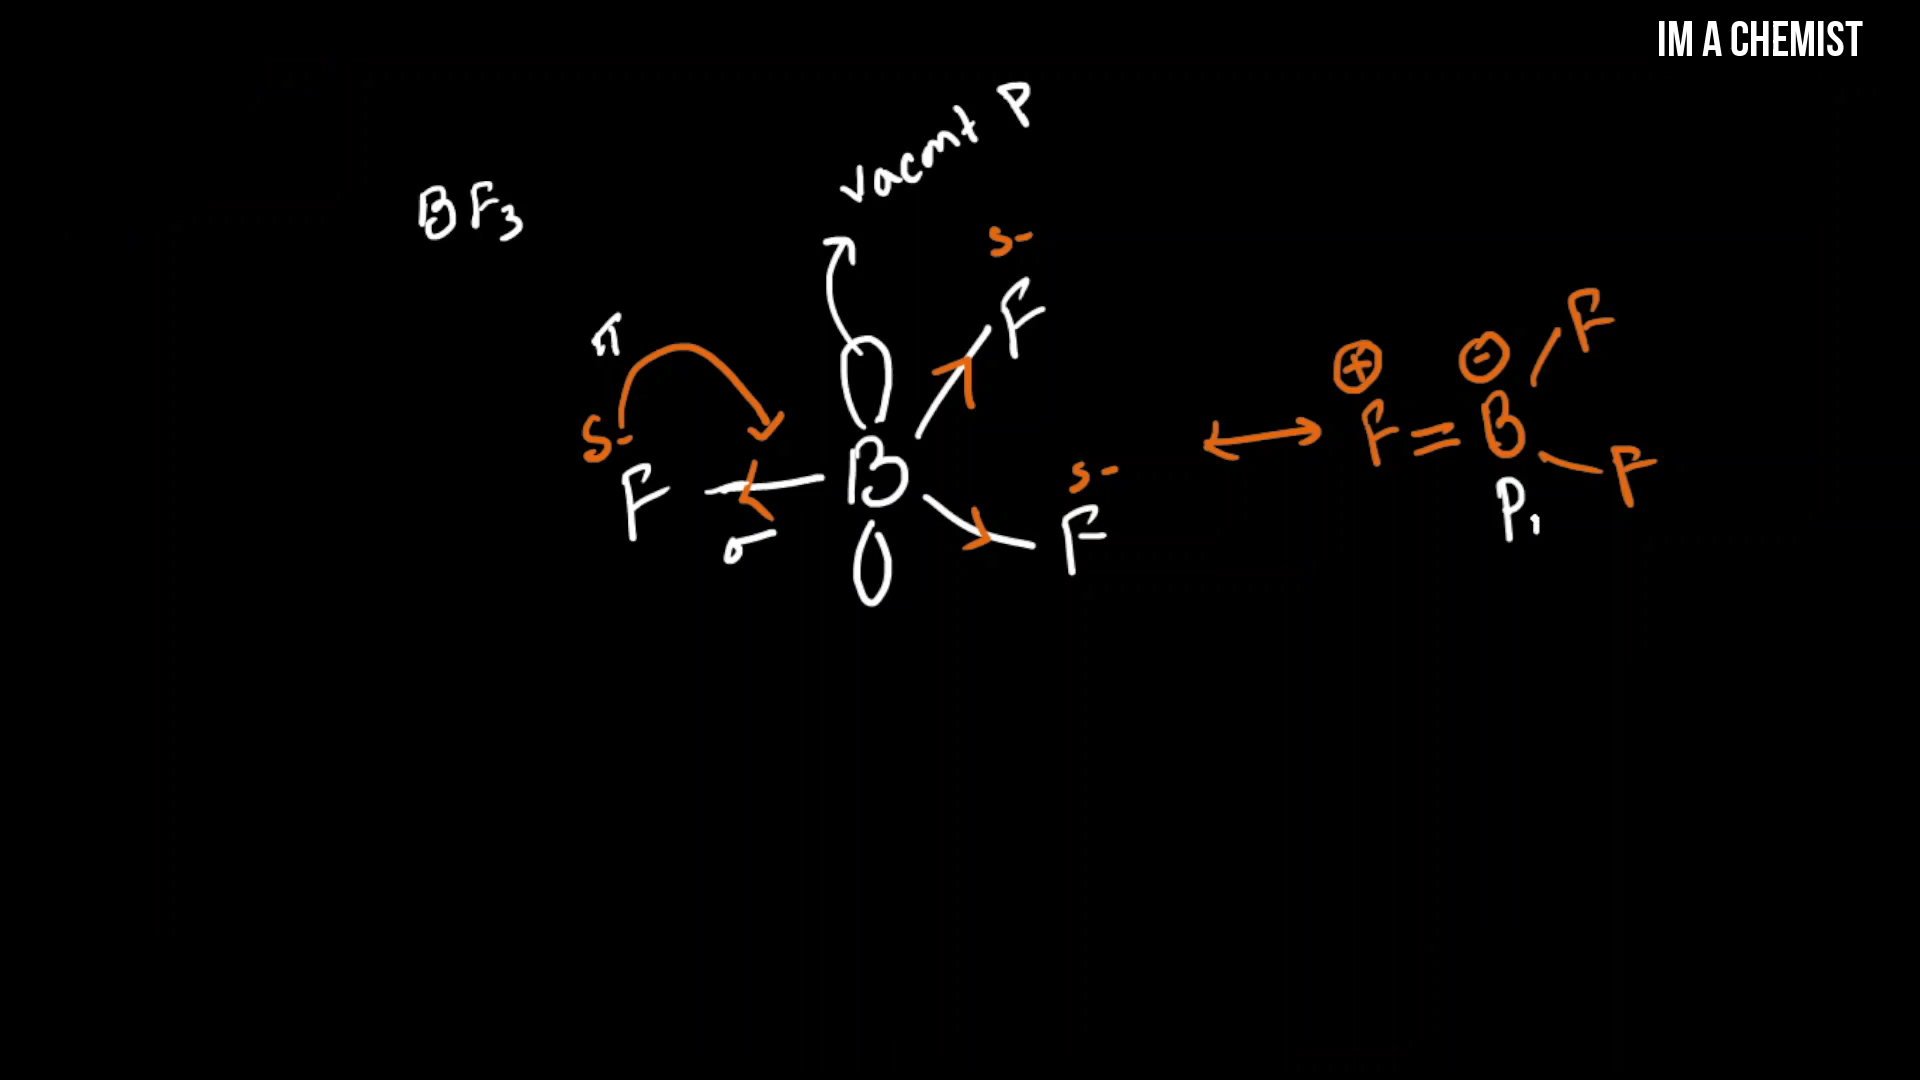 IM A CHEMIST
vacant P
BF3
S-
F
π
S-
F
B
σ
S-
F
⊕
⊖
F
F = B
F
P1